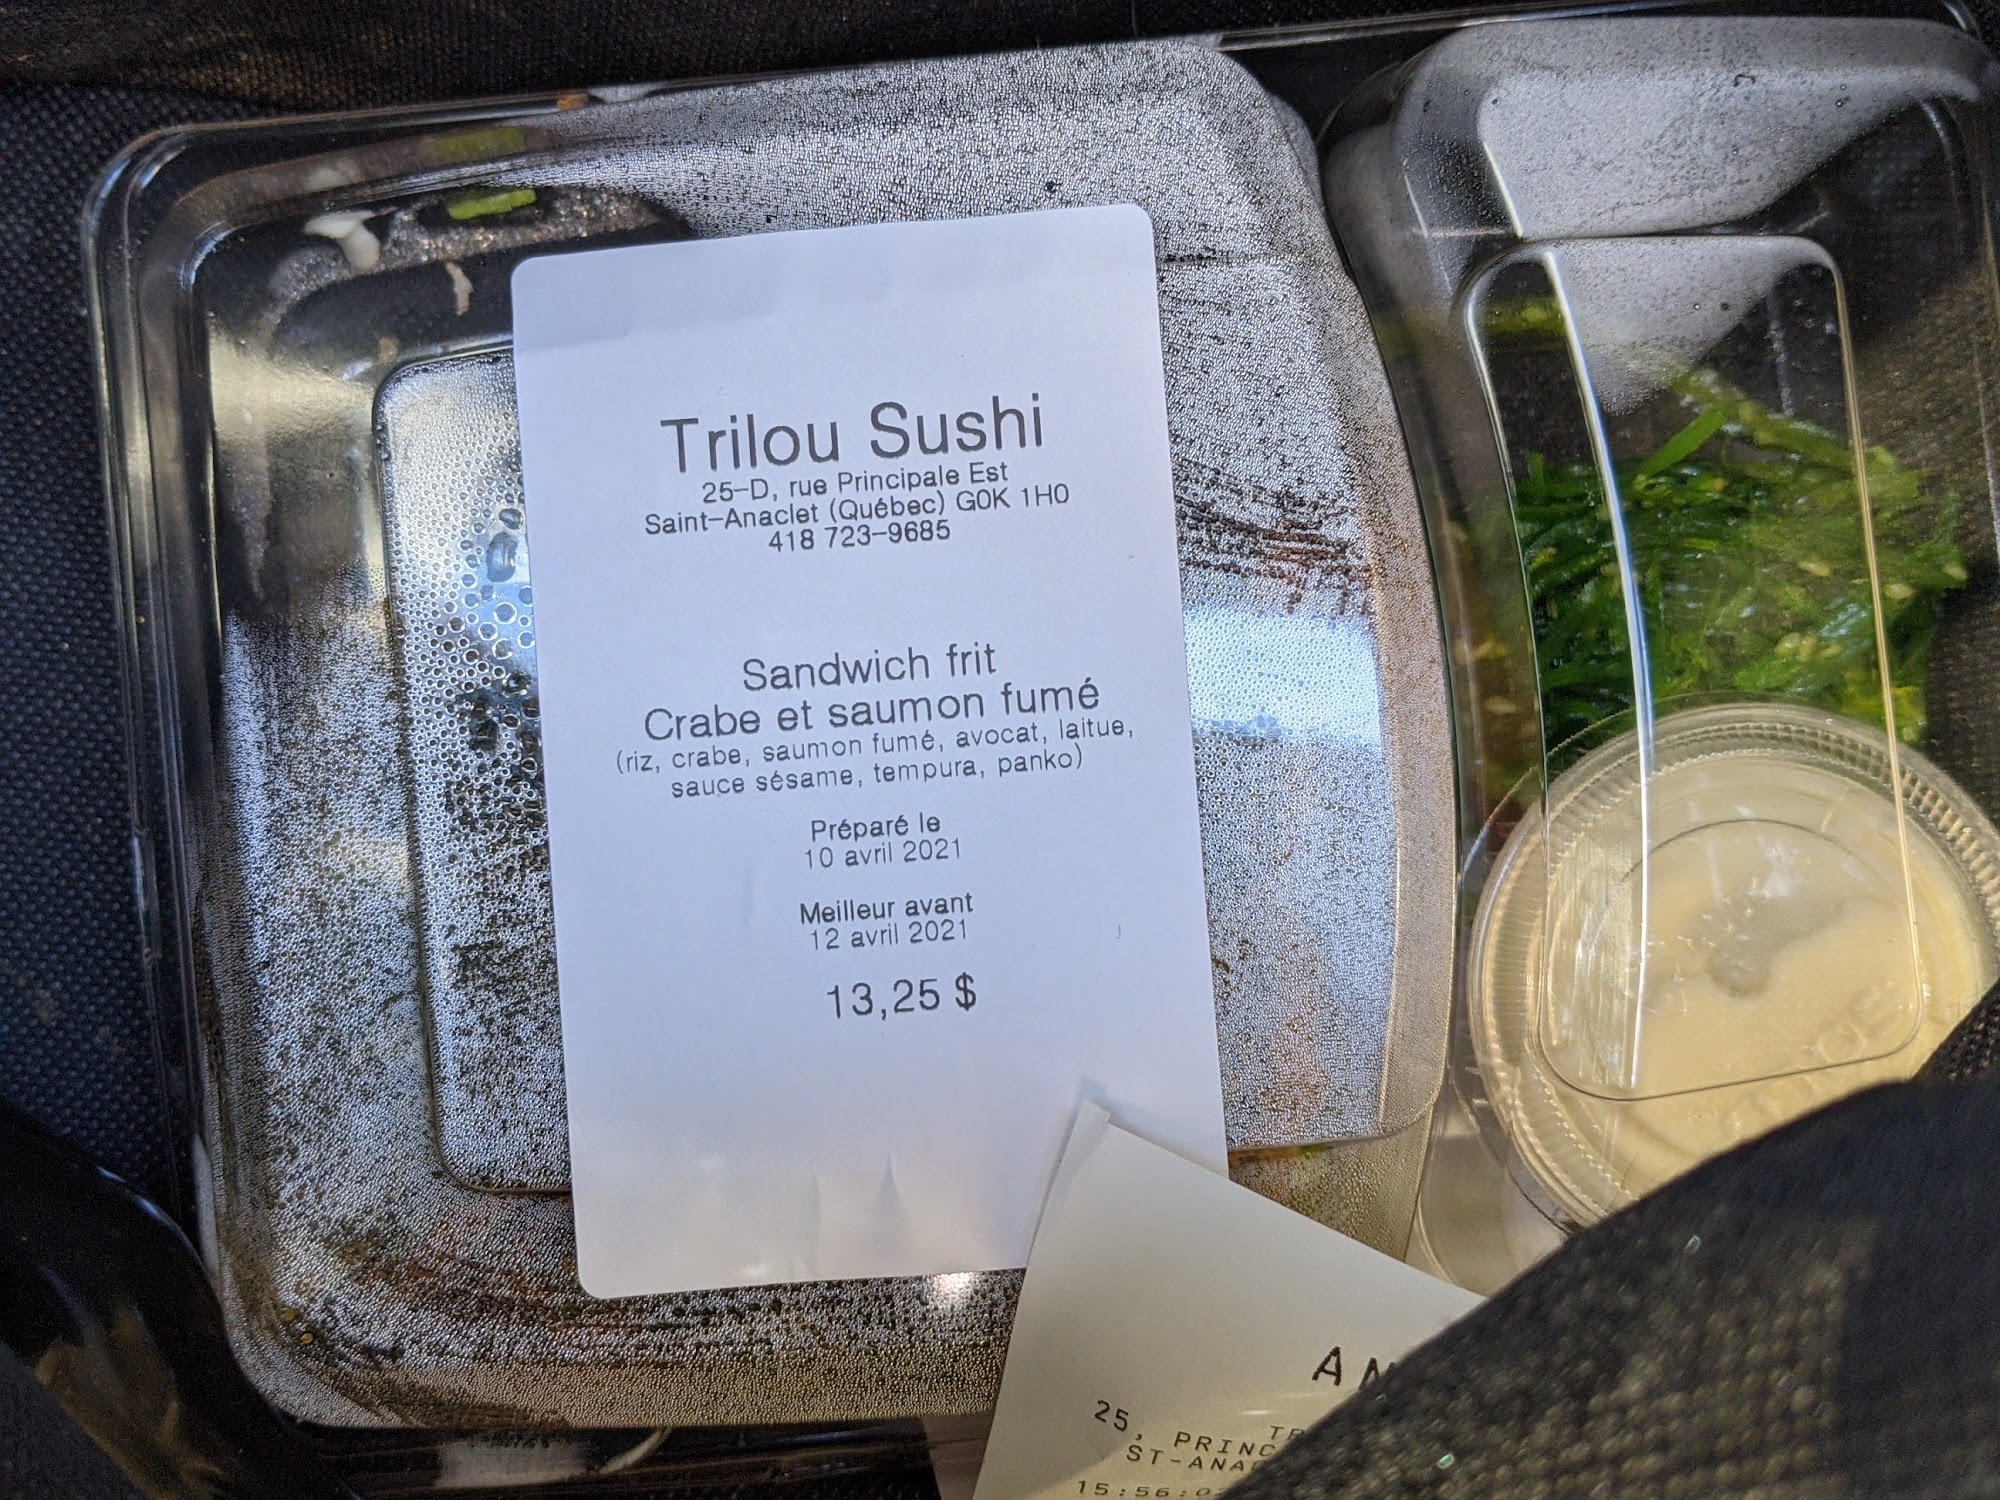 Trilou Sushi
25-D, rue Principale Est
Saint-Anaclet (Québec) G0K 1H0
418 723-9685
Sandwich frit
Crabe et saumon fumé
(riz, crabe, saumon fumé, avocat, laitue,
sauce sésame, tempura, panko)
Préparé le
10 avril 2021
Meilleur avant
12 avril 2021
13,25 $
25,